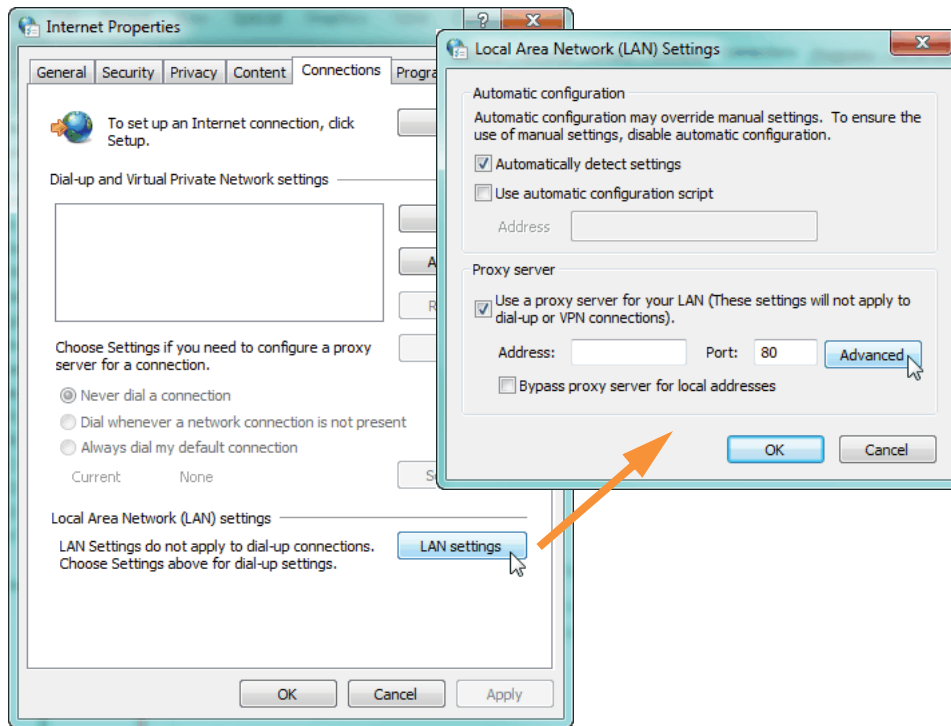 Internet Properties
?
X
General Security Privacy Content Connections Progra
To set up an Internet connection, click
Setup.
Dial-up and Virtual Private Network settings
A
R
Choose Settings if you need to configure a proxy
server for a connection.
Never dial a connection
Dial whenever a network connection is not present
Always dial my default connection
Current None
S
Local Area Network (LAN) settings
LAN Settings do not apply to dial-up connections.
Choose Settings above for dial-up settings.
LAN settings
OK Cancel Apply
Local Area Network (LAN) Settings
X
Automatic configuration
Automatic configuration may override manual settings. To ensure the
use of manual settings, disable automatic configuration.
Automatically detect settings
Use automatic configuration script
Address
Proxy server
Use a proxy server for your LAN (These settings will not apply to
dial-up or VPN connections).
Address: Port: 80 Advanced
Bypass proxy server for local addresses
OK Cancel